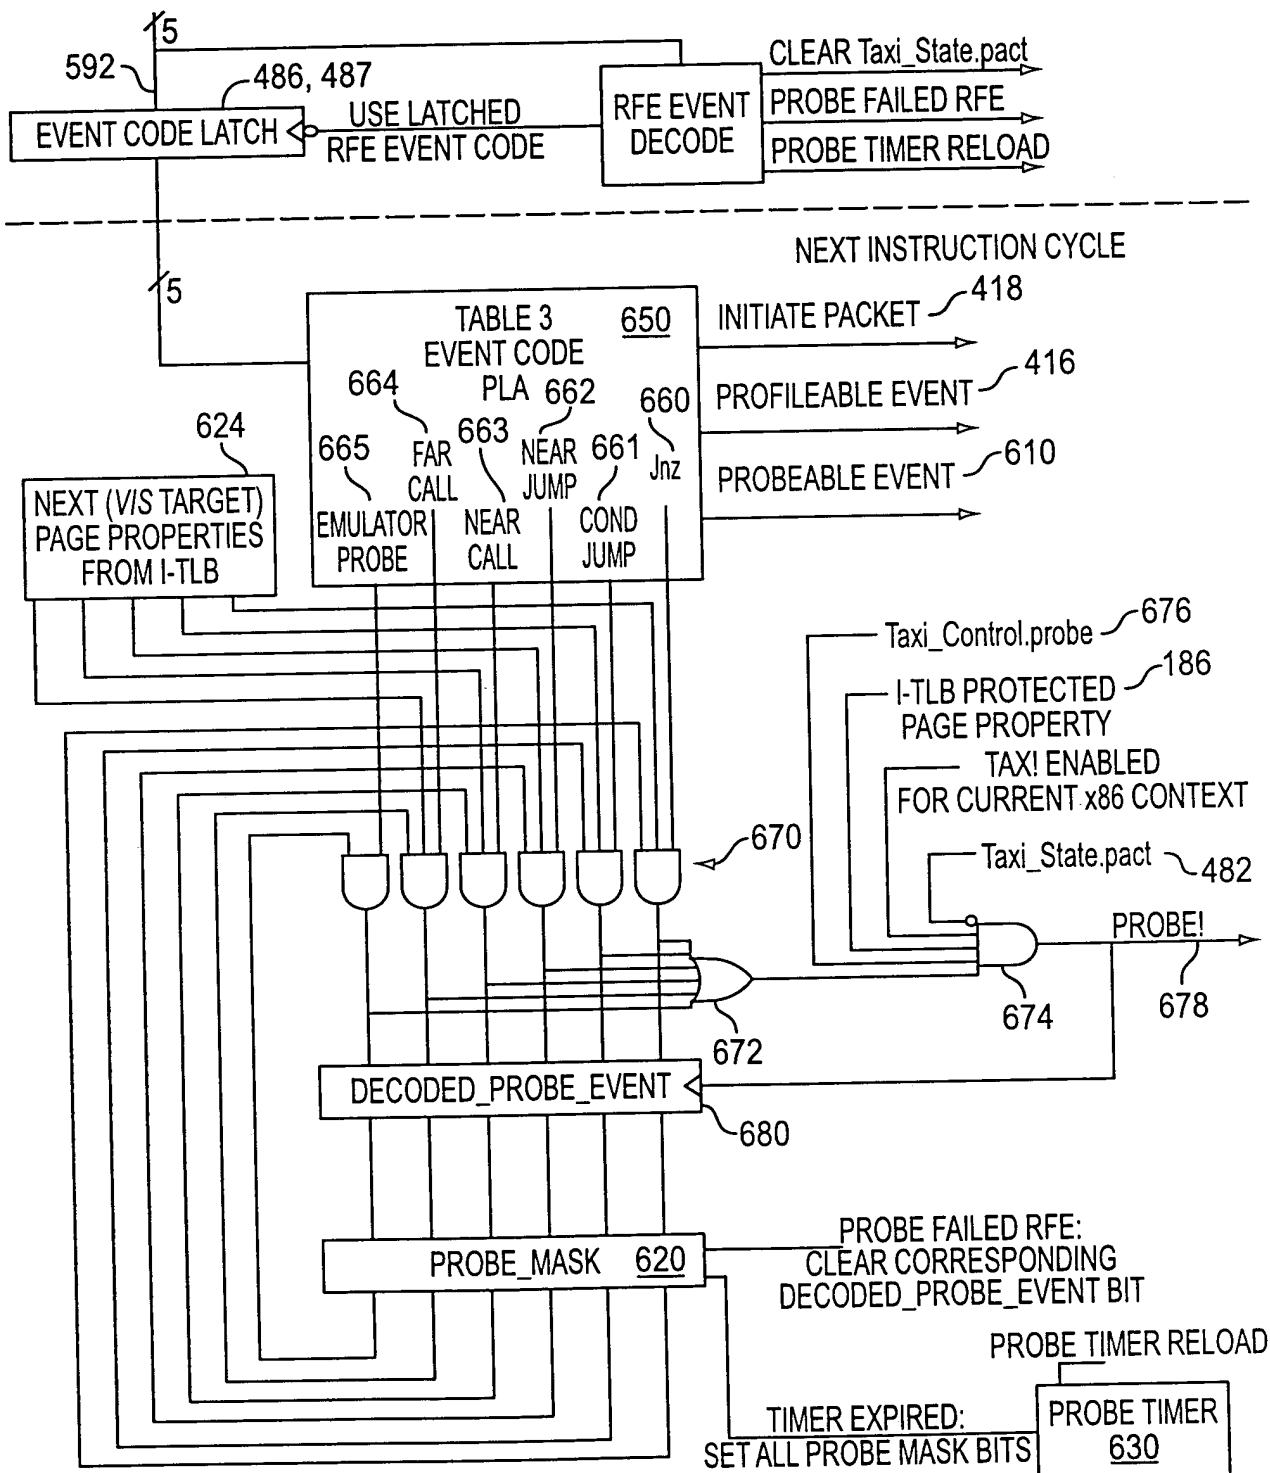 5
592
486, 487
EVENT CODE LATCH
USE LATCHED
RFE EVENT CODE
RFE EVENT
DECODE
CLEAR Taxi_State.pact
PROBE FAILED RFE
PROBE TIMER RELOAD
NEXT INSTRUCTION CYCLE
5
TABLE 3
EVENT CODE
PLA
650
INITIATE PACKET
418
PROFILEABLE EVENT
416
PROBEABLE EVENT
610
664
662
660
665
663
661
FAR
CALL
NEAR
JUMP
Jnz
EMULATOR
PROBE
NEAR
CALL
COND
JUMP
624
NEXT (V/S TARGET)
PAGE PROPERTIES
FROM I-TLB
Taxi_Control.probe
676
I-TLB PROTECTED
PAGE PROPERTY
186
TAX! ENABLED
FOR CURRENT x86 CONTEXT
Taxi_State.pact
482
670
PROBE!
678
674
672
DECODED_PROBE_EVENT
680
PROBE_MASK 620
PROBE FAILED RFE:
CLEAR CORRESPONDING
DECODED_PROBE_EVENT BIT
PROBE TIMER RELOAD
TIMER EXPIRED:
SET ALL PROBE MASK BITS
PROBE TIMER
630